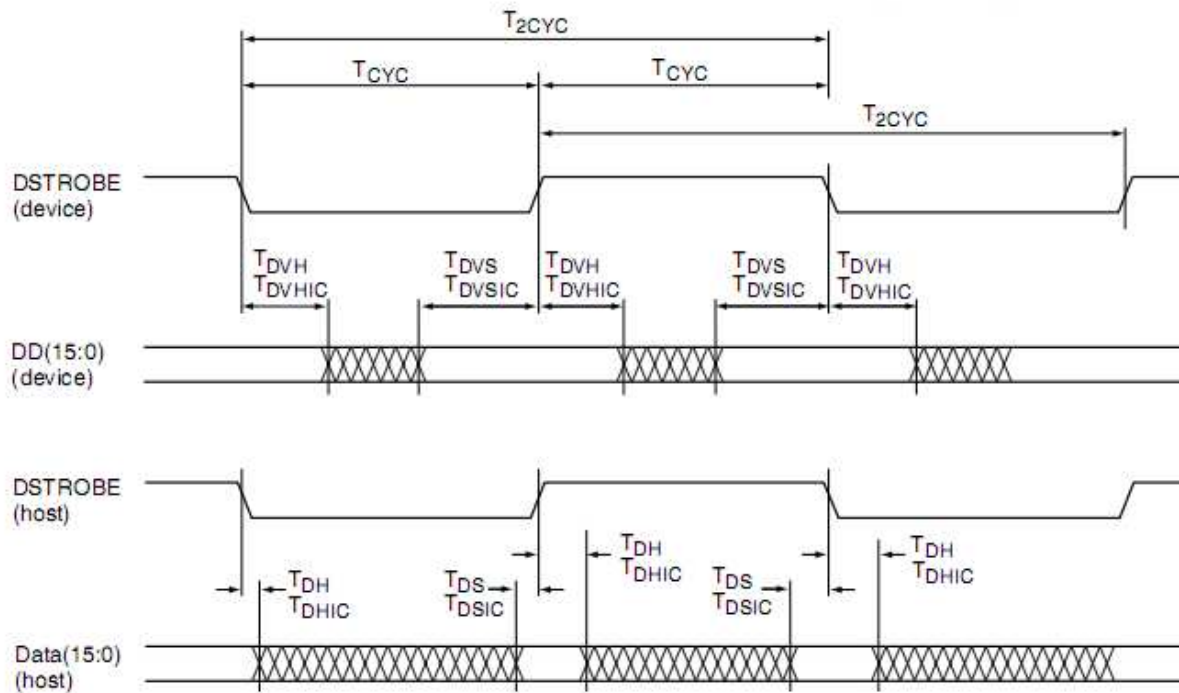 T2CYC
TCYC TCYC
T2CYC
DSTROBE
(device)
TDVH TDVS TDVH TDVS TDVH
TDVHIC TDVSIC TDVHIC TDVSIC TDVHIC
DD(15:0)
(device)
DSTROBE
(host)
TDH TDH
TDHIC TDHIC
TDH TDS TDS
TDHIC TDSIC TDSIC
Data(15:0)
(host)